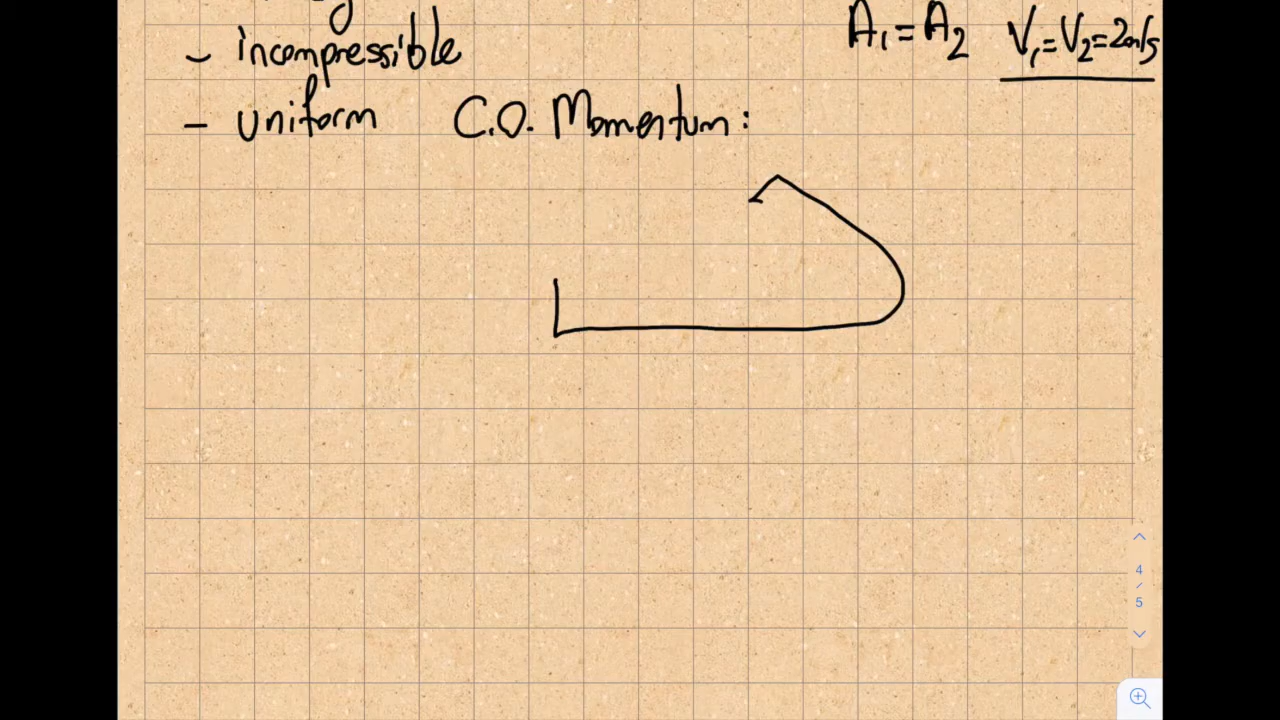 A₁ = A₂ V₁ = V₂ = 2m/s
- incompressible
- uniform C.O. Momentum:
4
/
5